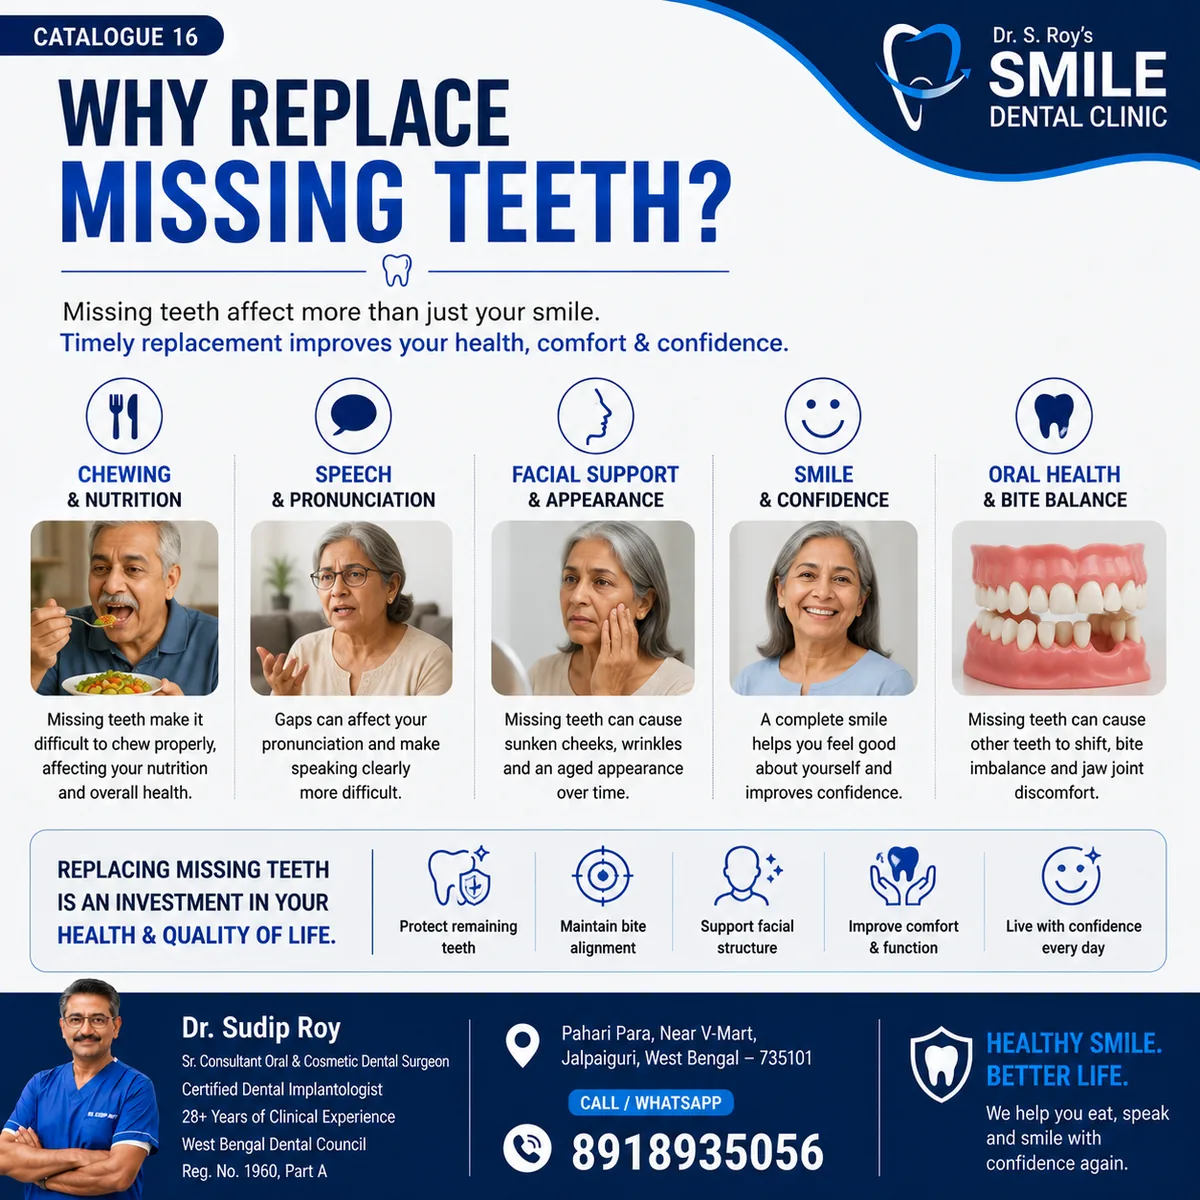 CATALOGUE 16
Dr. S. Roy's
SMILE
DENTAL CLINIC
WHY REPLACE
MISSING TEETH?
Missing teeth affect more than just your smile.
Timely replacement improves your health, comfort & confidence.
CHEWING
& NUTRITION
Missing teeth make it
difficult to chew properly,
affecting your nutrition
and overall health.
SPEECH
& PRONUNCIATION
Gaps can affect your
pronunciation and make
speaking clearly
more difficult.
FACIAL SUPPORT
& APPEARANCE
Missing teeth can cause
sunken cheeks, wrinkles
and an aged appearance
over time.
SMILE
& CONFIDENCE
A complete smile
helps you feel good
about yourself and
improves confidence.
ORAL HEALTH
& BITE BALANCE
Missing teeth can cause
other teeth to shift, bite
imbalance and jaw joint
discomfort.
REPLACING MISSING TEETH
IS AN INVESTMENT IN YOUR
HEALTH & QUALITY OF LIFE.
Protect remaining
teeth
Maintain bite
alignment
Support facial
structure
Improve comfort
& function
Live with confidence
every day
Dr. Sudip Roy
Sr. Consultant Oral & Cosmetic Dental Surgeon
Certified Dental Implantologist
28+ Years of Clinical Experience
West Bengal Dental Council
Reg. No. 1960, Part A
Pahari Para, Near V-Mart,
Jalpaiguri, West Bengal – 735101
CALL / WHATSAPP
8918935056
HEALTHY SMILE.
BETTER LIFE.
We help you eat, speak
and smile with
confidence again.